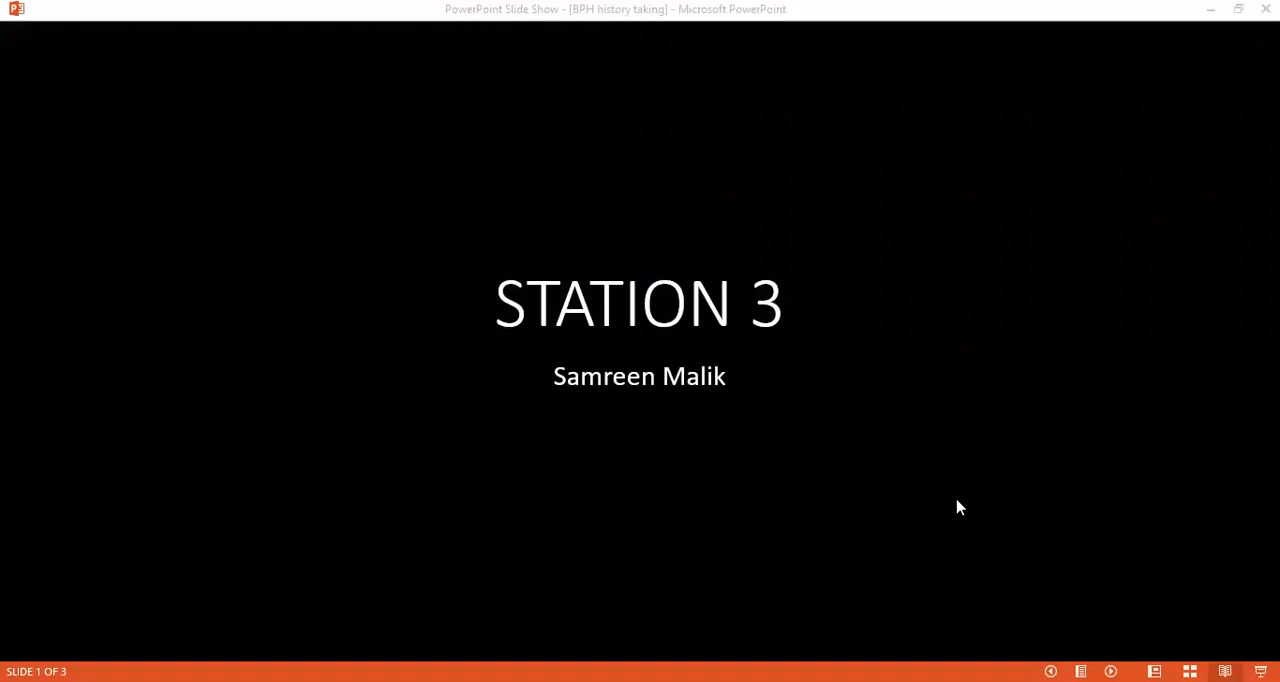 PowerPoint Slide Show - [BPH history taking] - Microsoft PowerPoint
STATION 3
Samreen Malik
SLIDE 1 OF 3